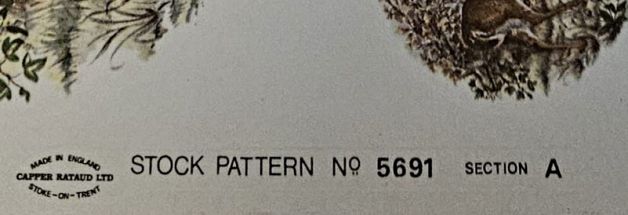 MADE IN ENGLAND
CAPPER RATAUD LTD
STOKE-ON-TRENT
STOCK PATTERN Nº 5691 SECTION A